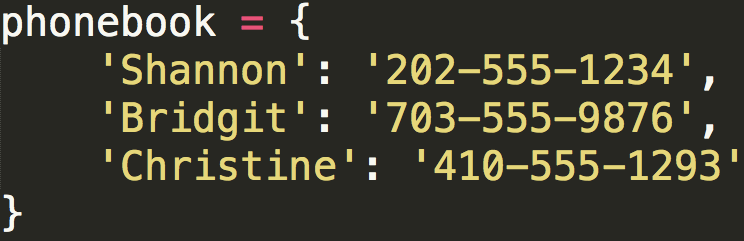 phonebook = {
    'Shannon': '202-555-1234',
    'Bridgit': '703-555-9876',
    'Christine': '410-555-1293'
}